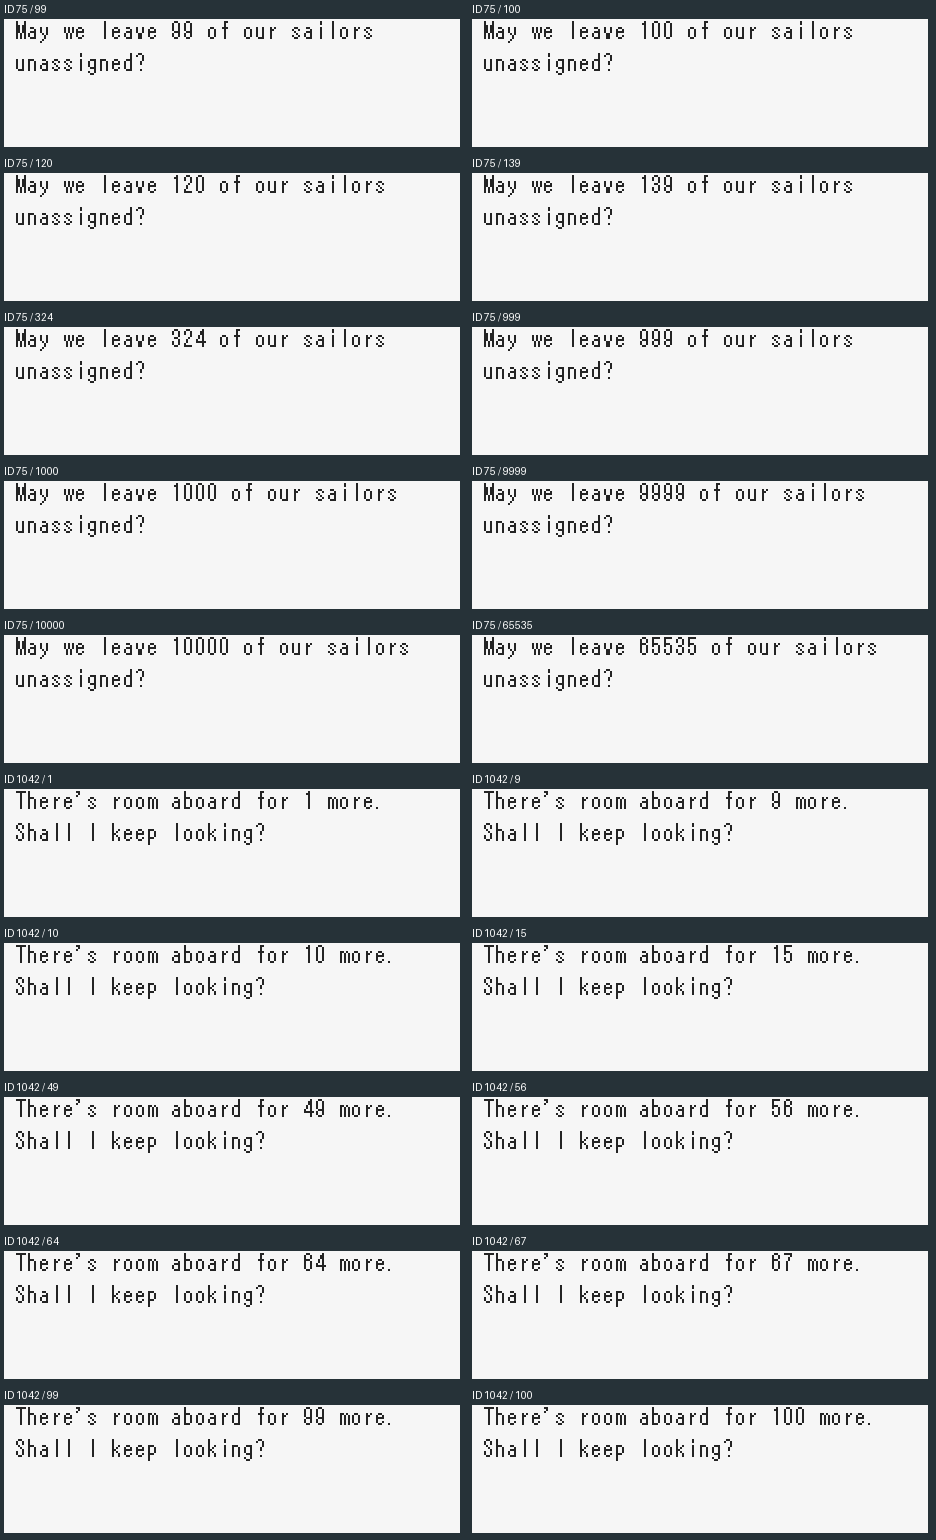 ID75/99
May we leave 99 of our sailors
unassigned?
ID75/100
May we leave 100 of our sailors
unassigned?
ID75/120
May we leave 120 of our sailors
unassigned?
ID75/139
May we leave 139 of our sailors
unassigned?
ID75/324
May we leave 324 of our sailors
unassigned?
ID75/999
May we leave 999 of our sailors
unassigned?
ID75/1000
May we leave 1000 of our sailors
unassigned?
ID75/9999
May we leave 9999 of our sailors
unassigned?
ID75/10000
May we leave 10000 of our sailors
unassigned?
ID75/65535
May we leave 65535 of our sailors
unassigned?
ID1042/1
There's room aboard for 1 more.
Shall I keep looking?
ID1042/9
There's room aboard for 9 more.
Shall I keep looking?
ID1042/10
There's room aboard for 10 more.
Shall I keep looking?
ID1042/15
There's room aboard for 15 more.
Shall I keep looking?
ID1042/49
There's room aboard for 49 more.
Shall I keep looking?
ID1042/56
There's room aboard for 56 more.
Shall I keep looking?
ID1042/64
There's room aboard for 64 more.
Shall I keep looking?
ID1042/67
There's room aboard for 67 more.
Shall I keep looking?
ID1042/99
There's room aboard for 99 more.
Shall I keep looking?
ID1042/100
There's room aboard for 100 more.
Shall I keep looking?